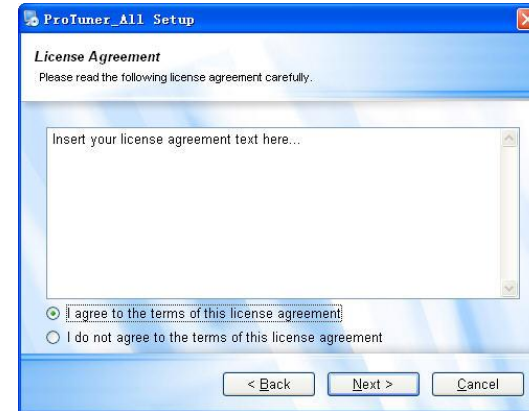 ProTuner_All Setup
License Agreement
Please read the following license agreement carefully.
Insert your license agreement text here...
I agree to the terms of this license agreement
I do not agree to the terms of this license agreement
< Back Next > Cancel